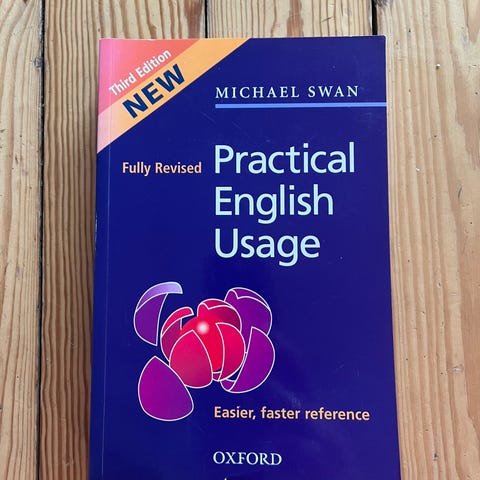 Third Edition
NEW
MICHAEL SWAN
Fully Revised
Practical
English
Usage
Easier, faster reference
OXFORD